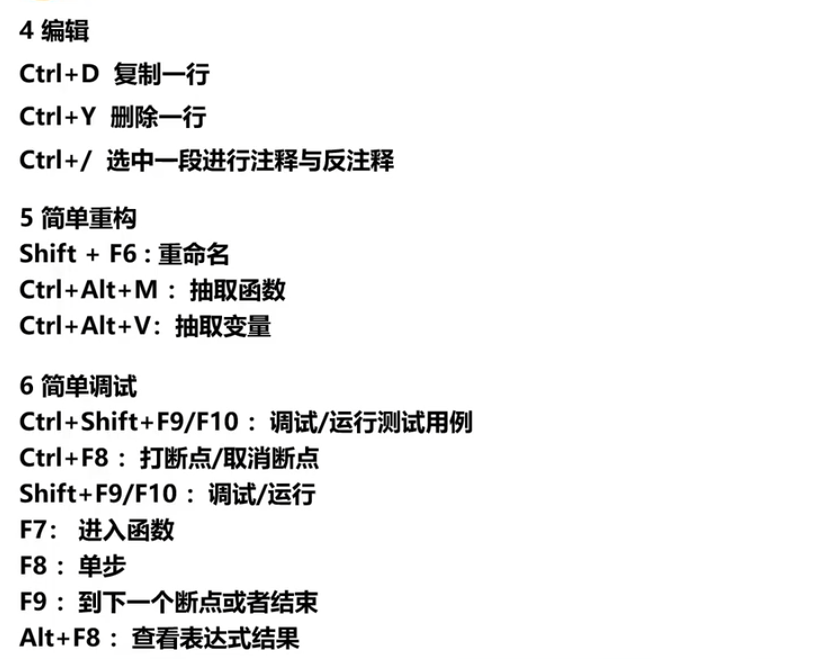 4 编辑
Ctrl+D 复制一行
Ctrl+Y 删除一行
Ctrl+/ 选中一段进行注释与反注释
5 简单重构
Shift + F6 : 重命名
Ctrl+Alt+M ：抽取函数
Ctrl+Alt+V：抽取变量
6 简单调试
Ctrl+Shift+F9/F10 ：调试/运行测试用例
Ctrl+F8 ：打断点/取消断点
Shift+F9/F10 ：调试/运行
F7： 进入函数
F8 ：单步
F9 ：到下一个断点或者结束
Alt+F8 ：查看表达式结果